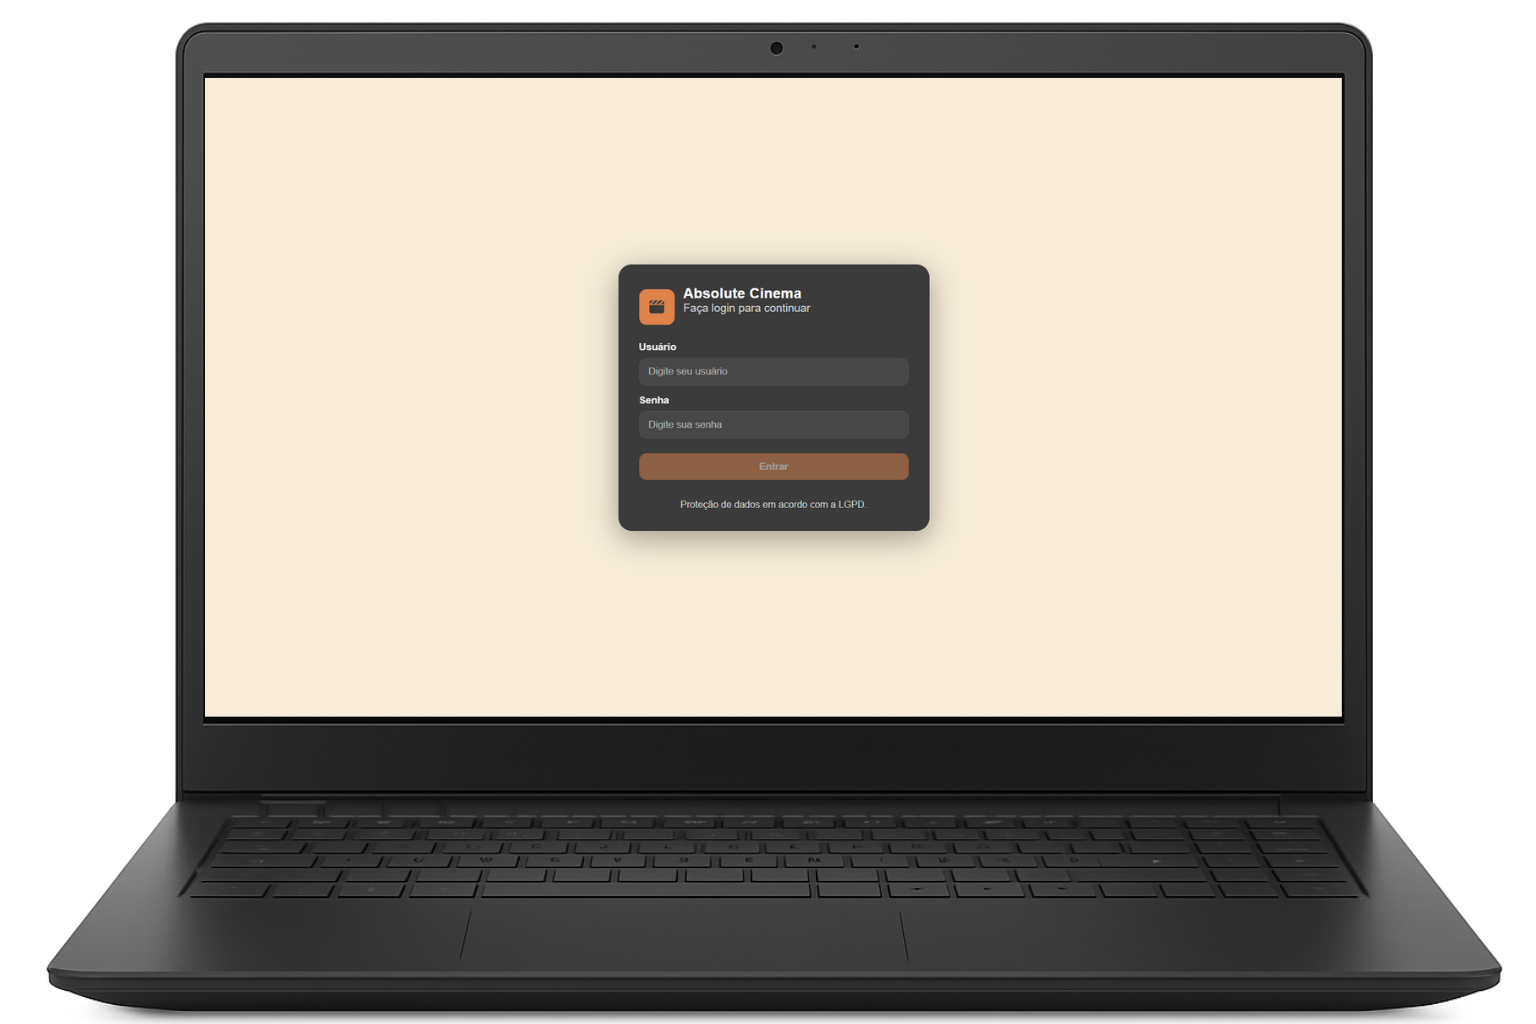 Absolute Cinema
Faça login para continuar
Usuário
Digite seu usuário
Senha
Digite sua senha
Entrar
Proteção de dados em acordo com a LGPD.